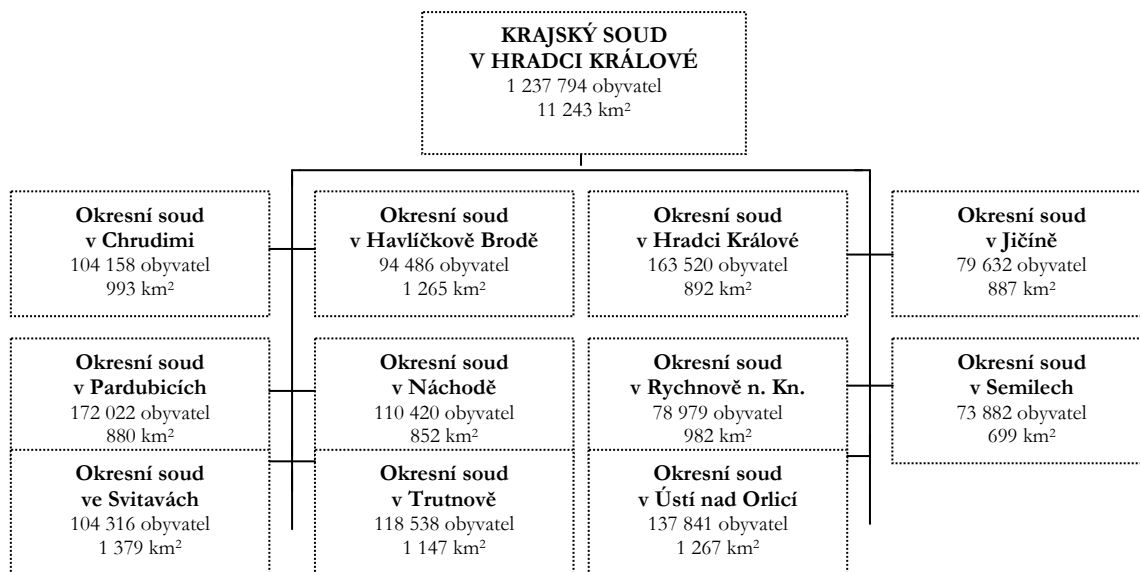 KRAJSKÝ SOUD
V HRADCI KRÁLOVÉ
1 237 794 obyvatel
11 243 km²
Okresní soud
v Chrudimi
104 158 obyvatel
993 km²
Okresní soud
v Havlíčkově Brodě
94 486 obyvatel
1 265 km²
Okresní soud
v Hradci Králové
163 520 obyvatel
892 km²
Okresní soud
v Jičíně
79 632 obyvatel
887 km²
Okresní soud
v Pardubicích
172 022 obyvatel
880 km²
Okresní soud
v Náchodě
110 420 obyvatel
852 km²
Okresní soud
v Rychnově n. Kn.
78 979 obyvatel
982 km²
Okresní soud
v Semilech
73 882 obyvatel
699 km²
Okresní soud
ve Svitavách
104 316 obyvatel
1 379 km²
Okresní soud
v Trutnově
118 538 obyvatel
1 147 km²
Okresní soud
v Ústí nad Orlicí
137 841 obyvatel
1 267 km²